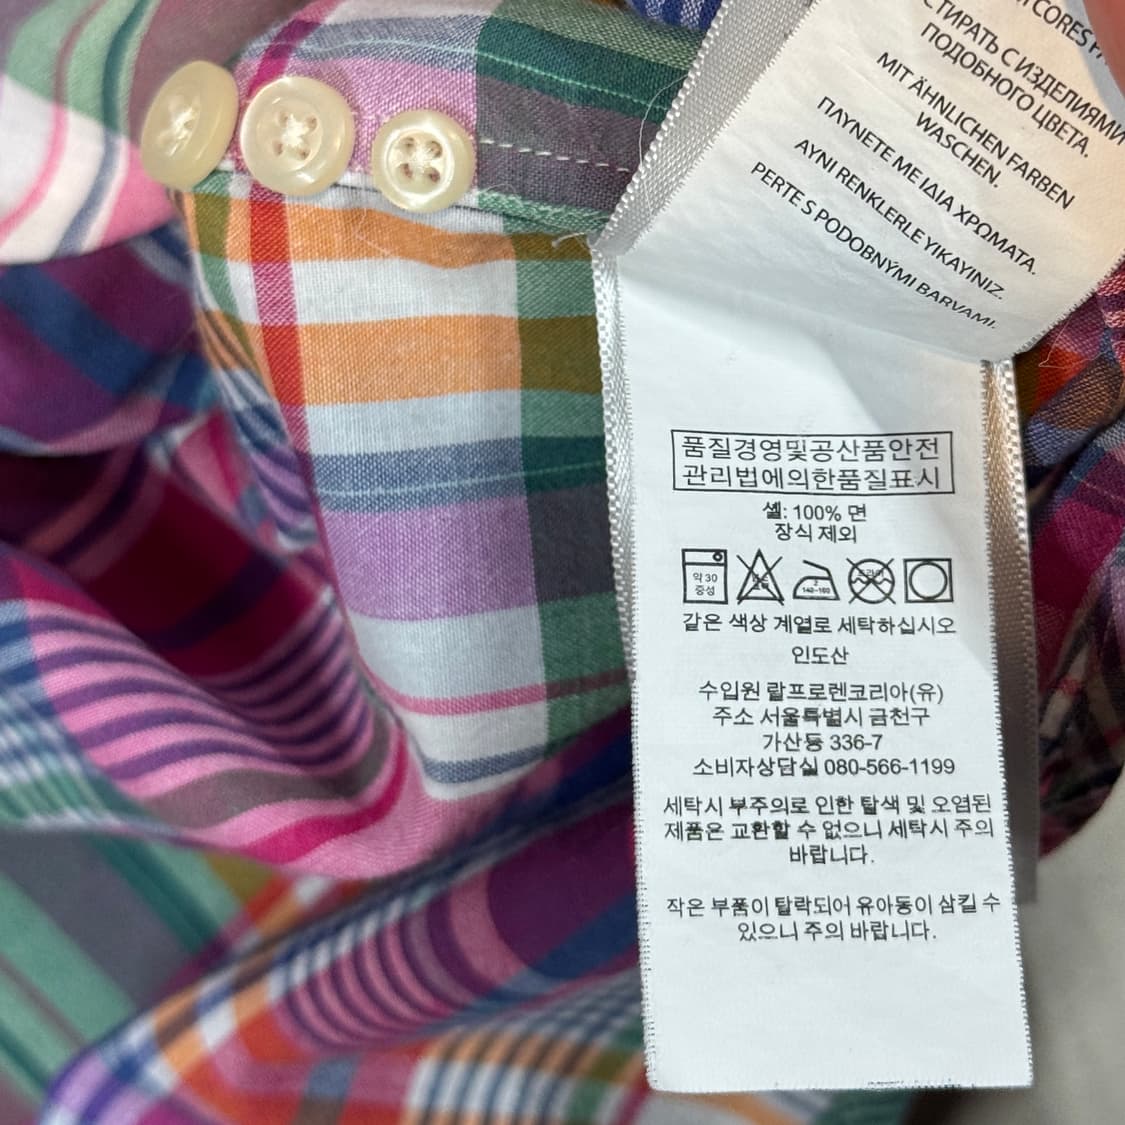 CORES
СТИРАТЬ С ИЗДЕЛИЯМИ
ПОДОБНОГО ЦВЕТА.
MIT ÄHNLICHEN FARBEN
WASCHEN.
ΠΛΥΝΕΤΕ ΜΕ ΙΔΙΑ ΧΡΩΜΑΤΑ.
AYNI RENKLERLE YIKAYINIZ.
PERTE S PODOBNÝMI BARVAMI.
품질경영및공산품안전
관리법에의한품질표시
셸: 100% 면
장식 제외
약 30
중성
2
140~160
같은 색상 계열로 세탁하십시오
인도산
수입원 랄프로렌코리아(유)
주소 서울특별시 금천구
가산동 336-7
소비자상담실 080-566-1199
세탁시 부주의로 인한 탈색 및 오염된
제품은 교환할 수 없으니 세탁시 주의
바랍니다.
작은 부품이 탈락되어 유아동이 삼킬 수
있으니 주의 바랍니다.